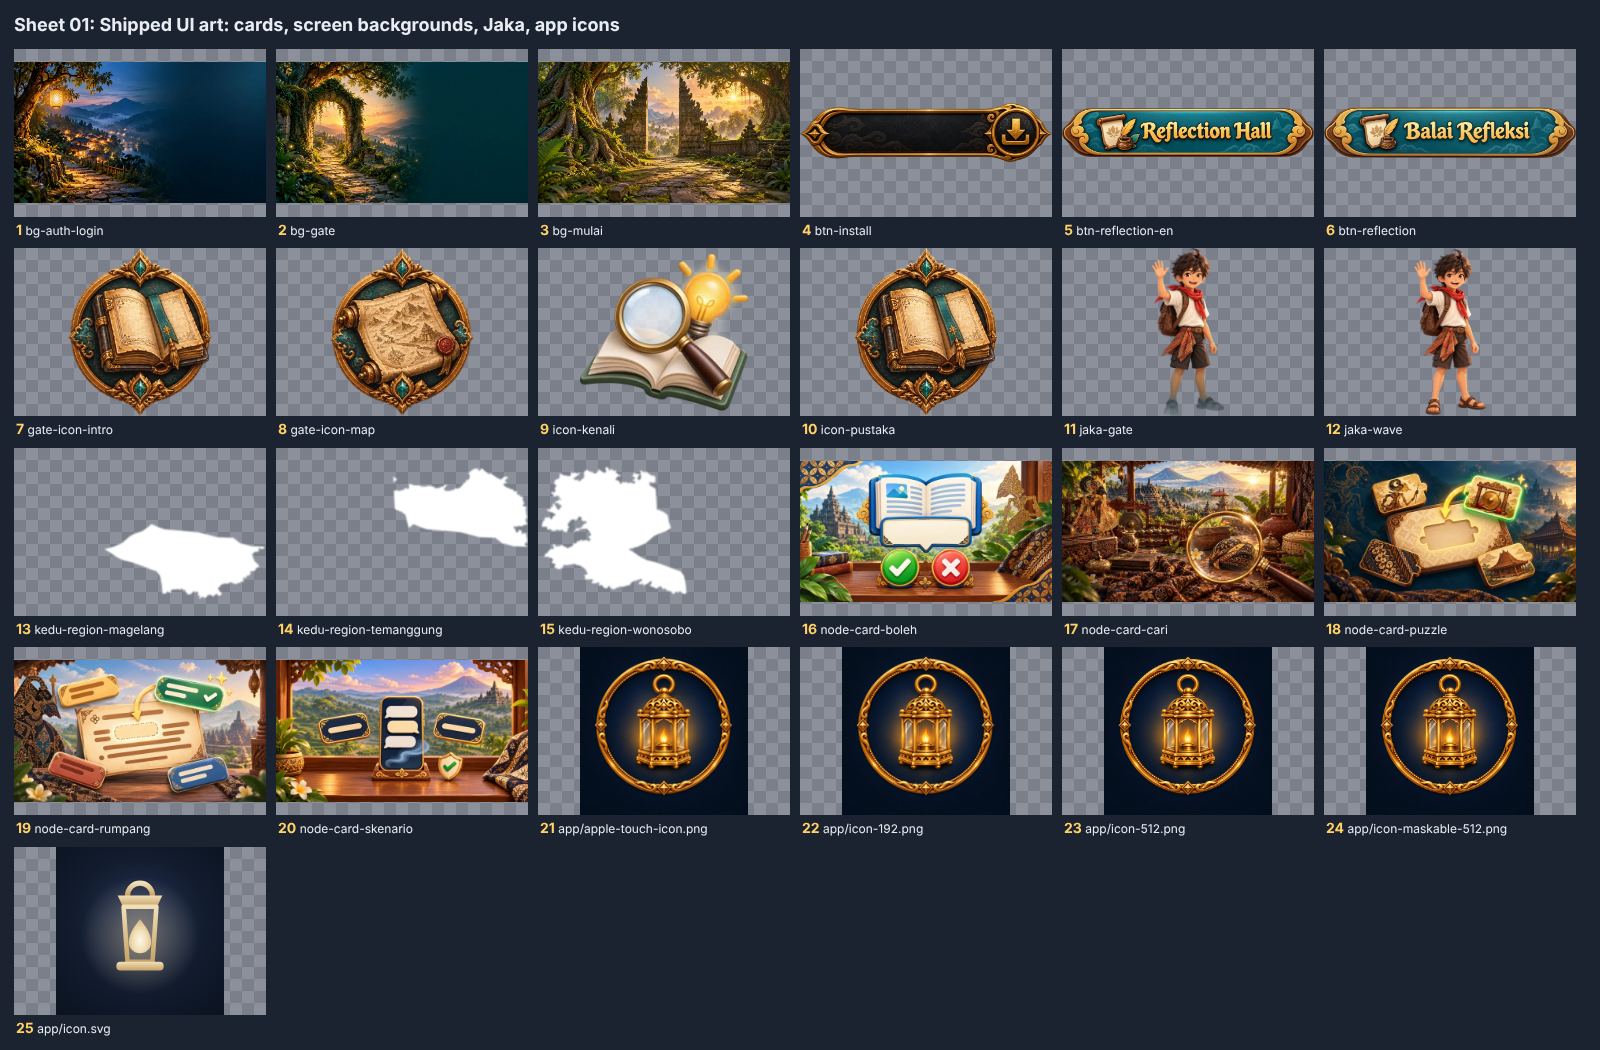 Sheet 01: Shipped UI art: cards, screen backgrounds, Jaka, app icons
Reflection Hall
Balai Refleksi
1 bg-auth-login
2 bg-gate
3 bg-mulai
4 btn-install
5 btn-reflection-en
6 btn-reflection
7 gate-icon-intro
8 gate-icon-map
9 icon-kenali
10 icon-pustaka
11 jaka-gate
12 jaka-wave
13 kedu-region-magelang
14 kedu-region-temanggung
15 kedu-region-wonosobo
16 node-card-boleh
17 node-card-cari
18 node-card-puzzle
19 node-card-rumpang
20 node-card-skenario
21 app/apple-touch-icon.png
22 app/icon-192.png
23 app/icon-512.png
24 app/icon-maskable-512.png
25 app/icon.svg